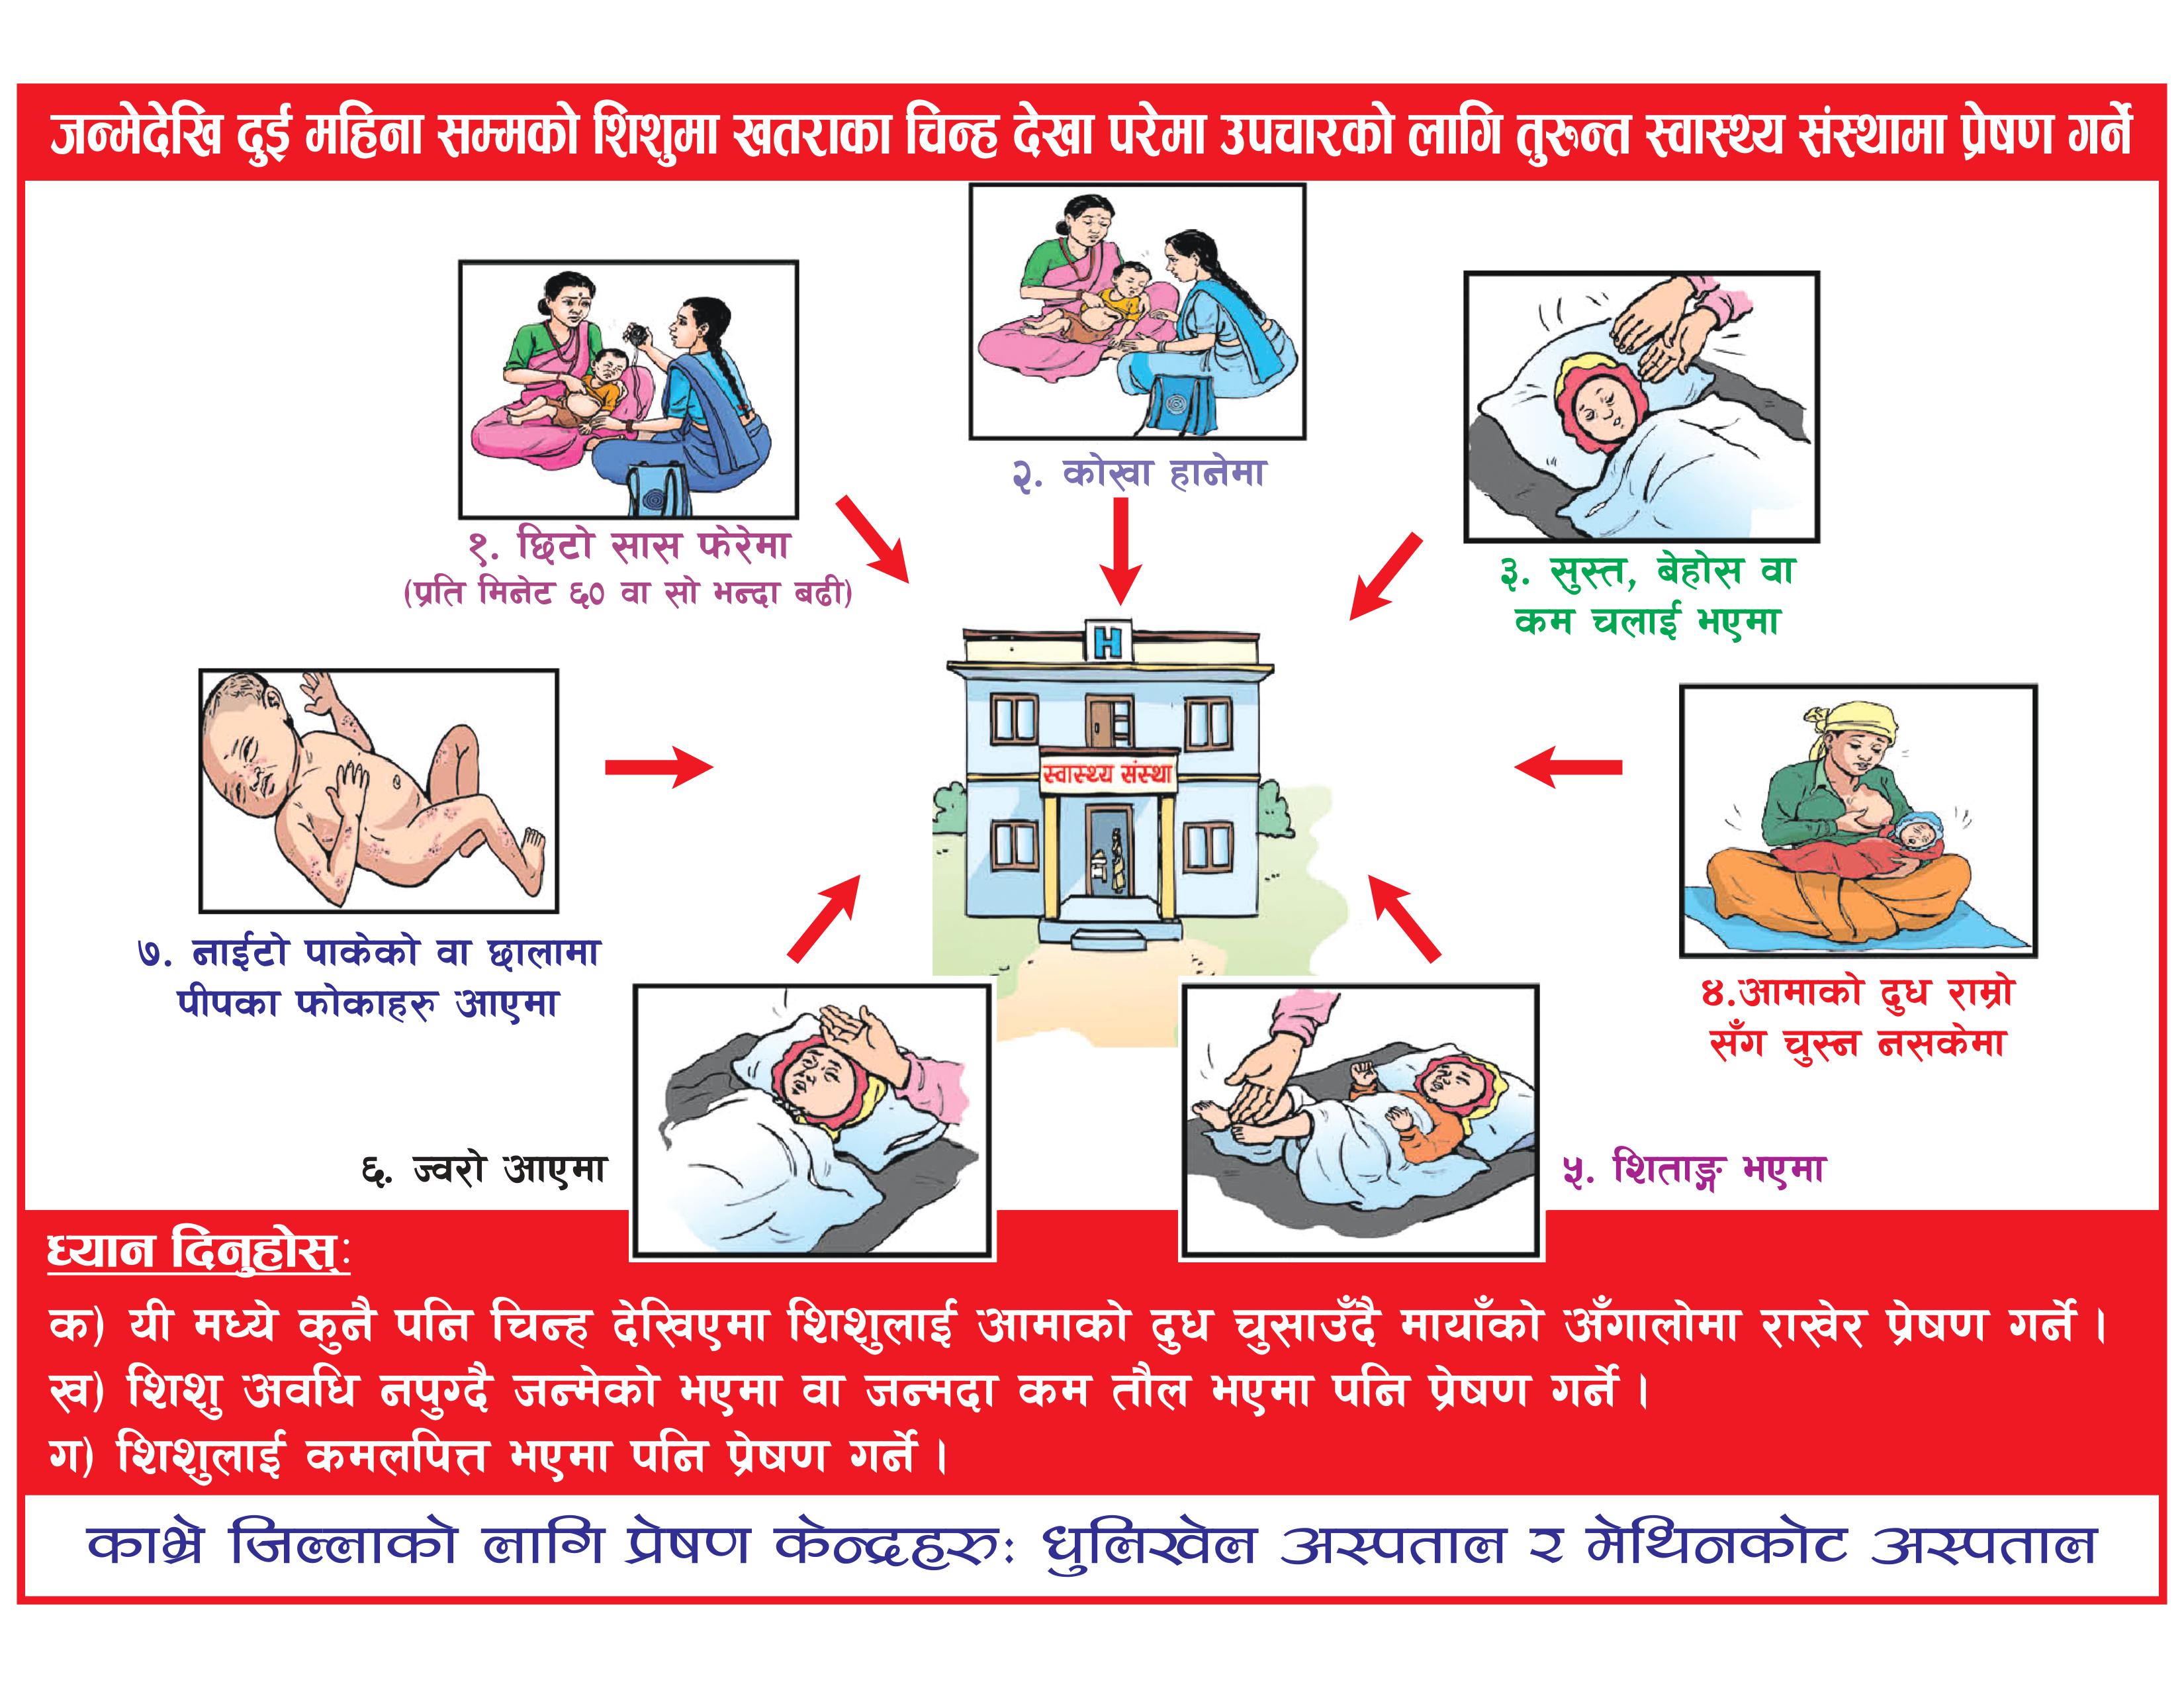 जन्मेदेखि दुई महिना सम्मको शिशुमा खतराका चिन्ह देखा परेमा उपचारको लागि तुरुन्त स्वास्थ्य संस्थामा प्रेषण गर्ने
१. छिटो सास फेरेमा
(प्रति मिनेट ६० वा सो भन्दा बढी)
२. कोखा हानेमा
३. सुस्त, बेहोस वा
कम चलाई भएमा
H
स्वास्थ्य संस्था
४.आमाको दुध राम्रो
सँग चुस्न नसकेमा
५. शिताङ्ग भएमा
६. ज्वरो आएमा
७. नाईटो पाकेको वा छालामा
पीपका फोकाहरु आएमा
ध्यान दिनुहोस्:
क) यी मध्ये कुनै पनि चिन्ह देखिएमा शिशुलाई आमाको दुध चुसाउँदै मायाँको अँगालोमा राखेर प्रेषण गर्ने ।
ख) शिशु अवधि नपुग्दै जन्मेको भएमा वा जन्मदा कम तौल भएमा पनि प्रेषण गर्ने ।
ग) शिशुलाई कमलपित्त भएमा पनि प्रेषण गर्ने ।
काभ्रे जिल्लाको लागि प्रेषण केन्द्रहरु: धुलिखेल अस्पताल र मेथिनकोट अस्पताल